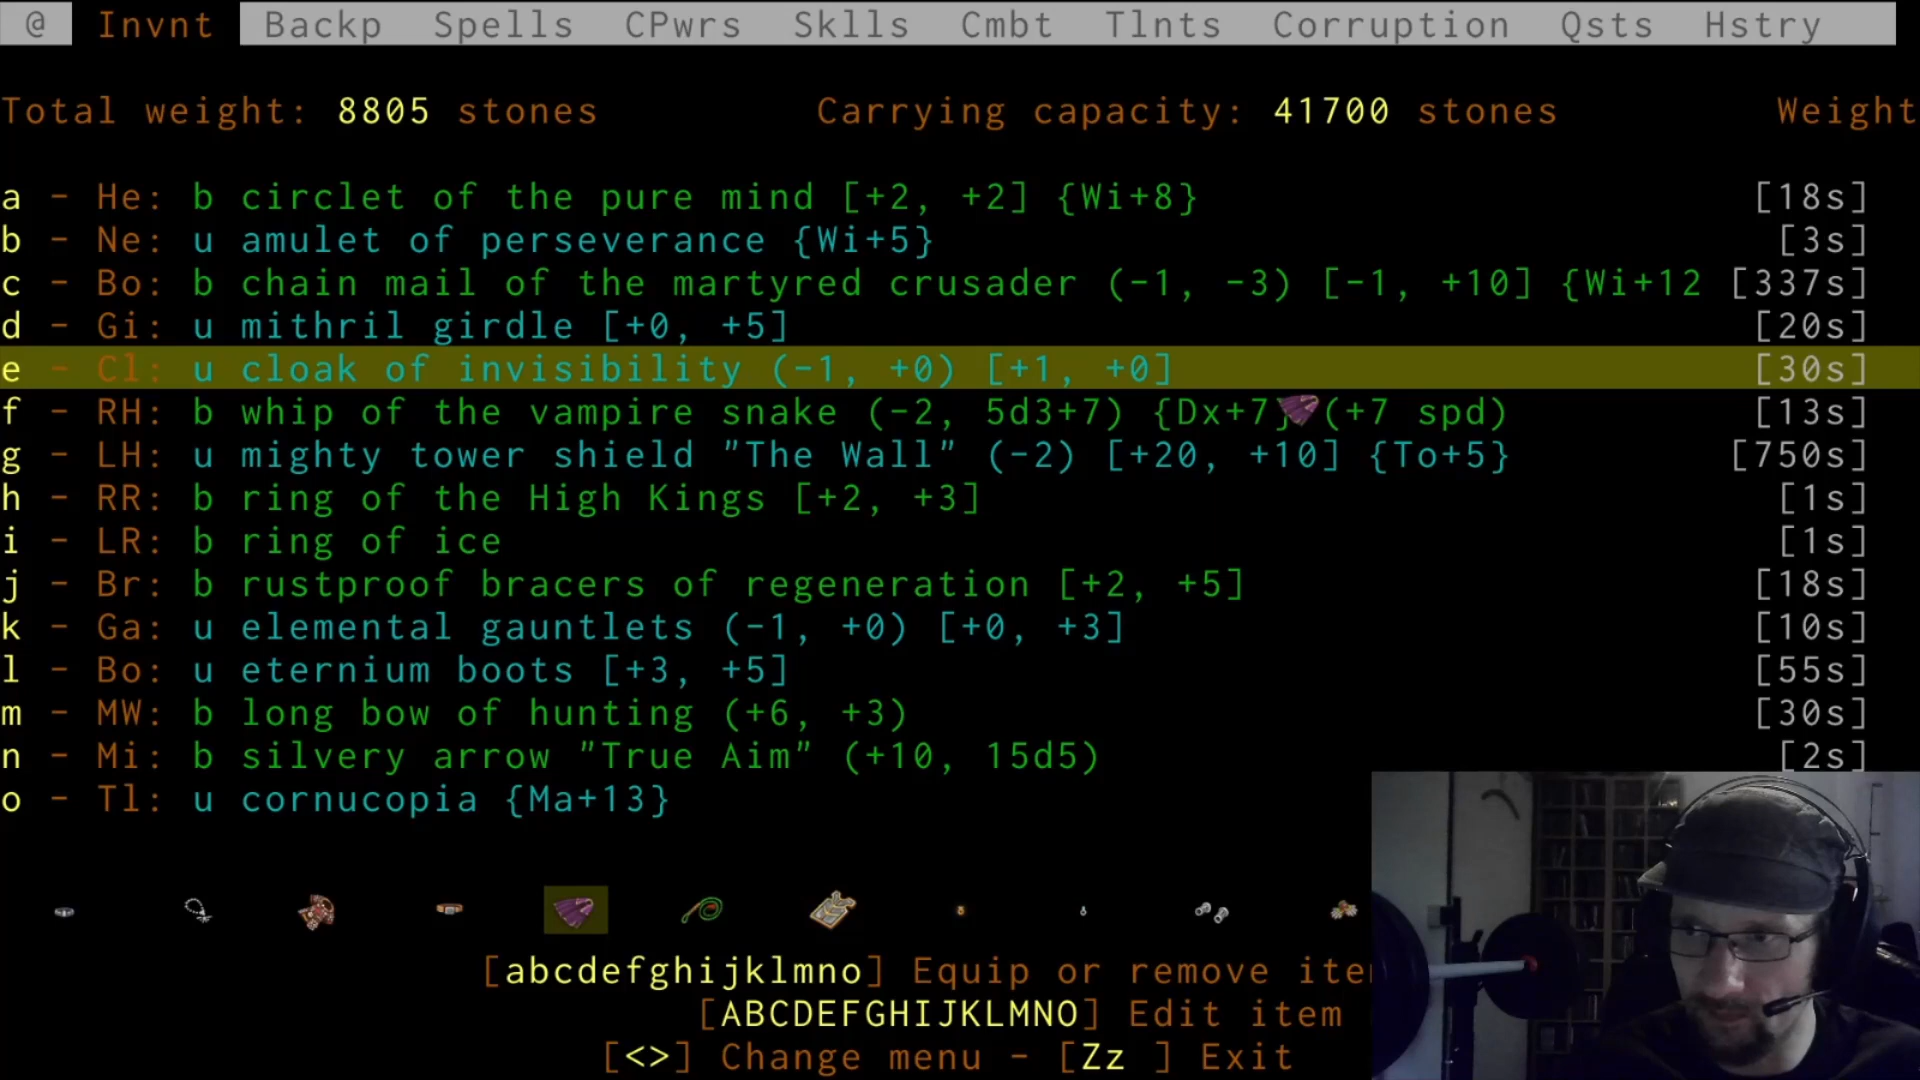 @ Invnt Backp Spells CPwrs Sklls Cmbt Tlnts Corruption Qsts Hstry
Total weight: 8805 stones Carrying capacity: 41700 stones Weight
a - He: b circlet of the pure mind [+2, +2] {Wi+8} [18s]
b - Ne: u amulet of perseverance {Wi+5} [3s]
c - Bo: b chain mail of the martyred crusader (-1, -3) [-1, +10] {Wi+12 [337s]
d - Gi: u mithril girdle [+0, +5] [20s]
e - Cl: u cloak of invisibility (-1, +0) [+1, +0] [30s]
f - RH: b whip of the vampire snake (-2, 5d3+7) {Dx+7} (+7 spd) [13s]
g - LH: u mighty tower shield "The Wall" (-2) [+20, +10] {To+5} [750s]
h - RR: b ring of the High Kings [+2, +3] [1s]
i - LR: b ring of ice [1s]
j - Br: b rustproof bracers of regeneration [+2, +5] [18s]
k - Ga: u elemental gauntlets (-1, +0) [+0, +3] [10s]
l - Bo: u eternium boots [+3, +5] [55s]
m - MW: b long bow of hunting (+6, +3) [30s]
n - Mi: b silvery arrow "True Aim" (+10, 15d5) [2s]
o - Tl: u cornucopia {Ma+13}
[abcdefghijklmno] Equip or remove ite
[ABCDEFGHIJKLMNO] Edit item
[<>] Change menu - [Zz ] Exit